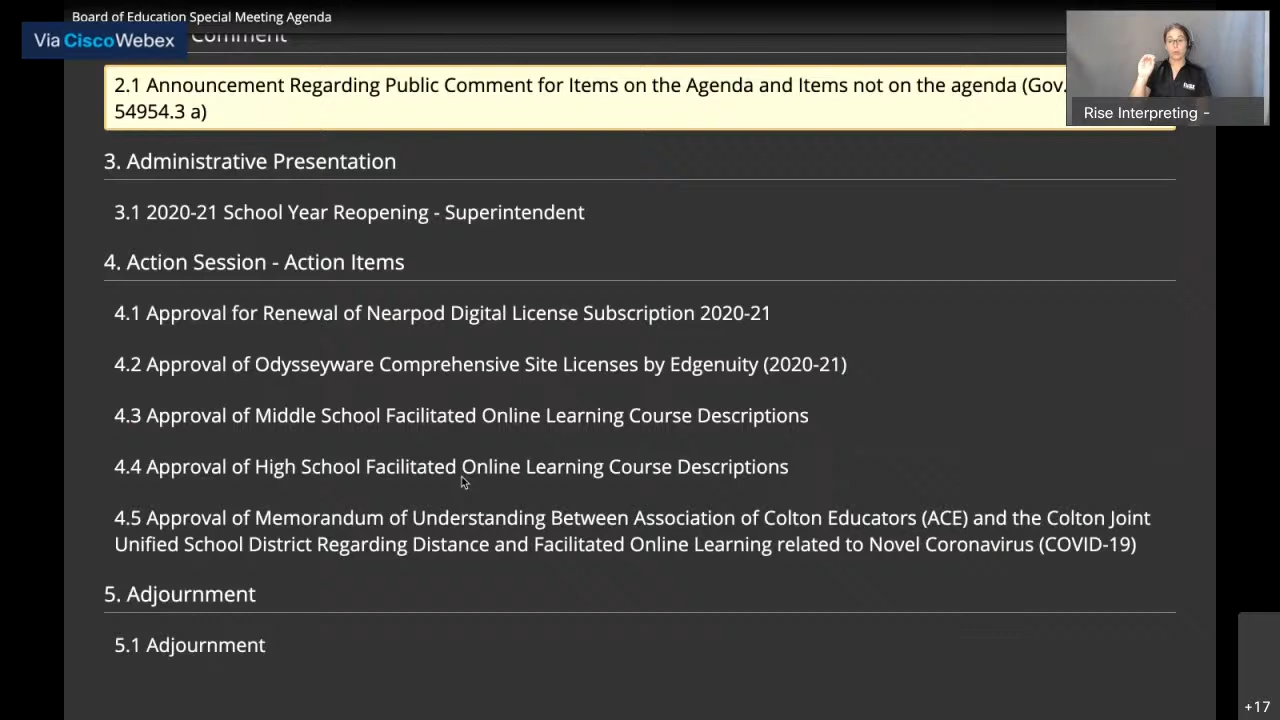 Board of Education Special Meeting Agenda
Via CiscoWebex
Comment
2.1 Announcement Regarding Public Comment for Items on the Agenda and Items not on the agenda (Gov.
54954.3 a)
Rise Interpreting -
3. Administrative Presentation
3.1 2020-21 School Year Reopening - Superintendent
4. Action Session - Action Items
4.1 Approval for Renewal of Nearpod Digital License Subscription 2020-21
4.2 Approval of Odysseyware Comprehensive Site Licenses by Edgenuity (2020-21)
4.3 Approval of Middle School Facilitated Online Learning Course Descriptions
4.4 Approval of High School Facilitated Online Learning Course Descriptions
4.5 Approval of Memorandum of Understanding Between Association of Colton Educators (ACE) and the Colton Joint
Unified School District Regarding Distance and Facilitated Online Learning related to Novel Coronavirus (COVID-19)
5. Adjournment
5.1 Adjournment
+17